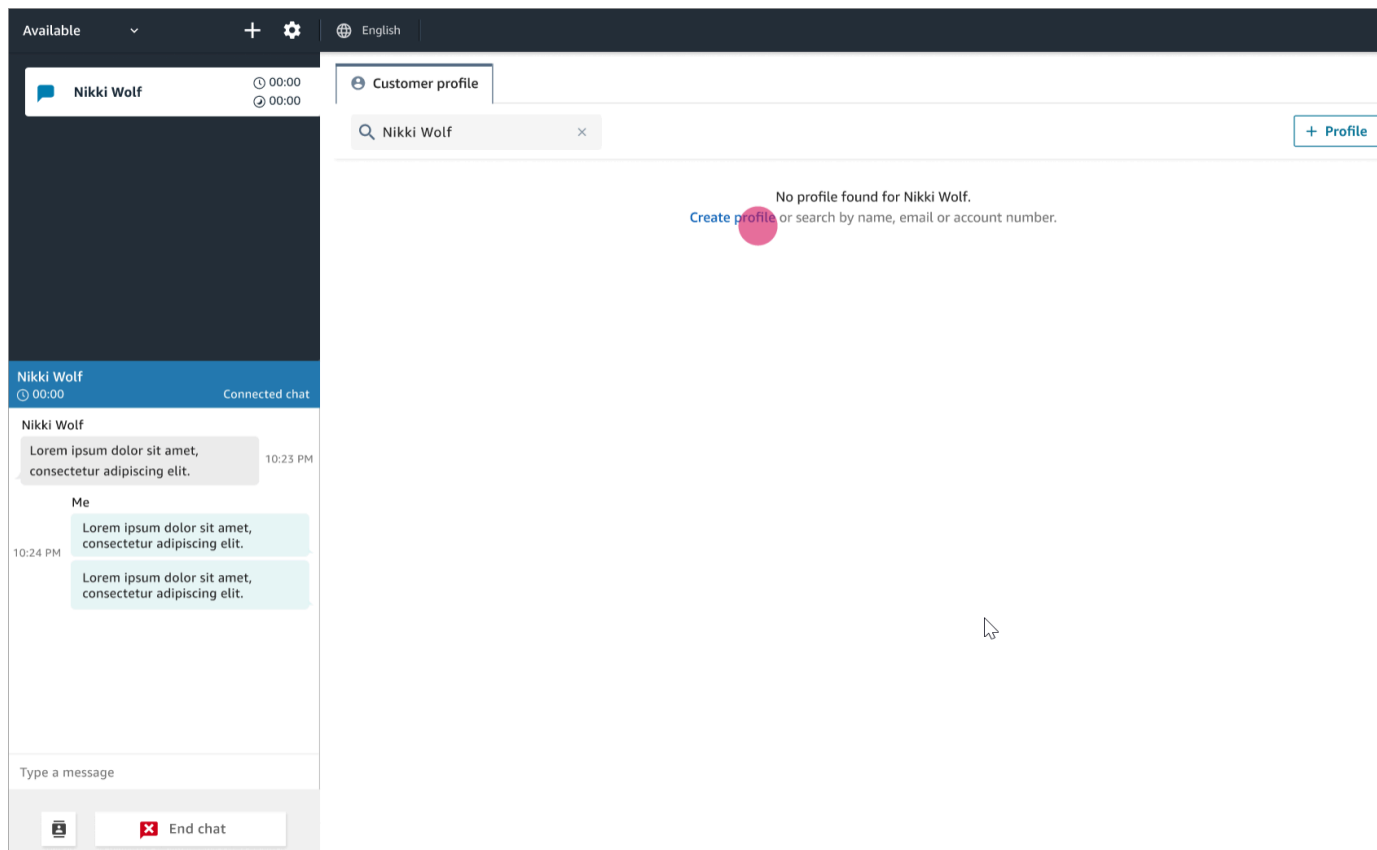 Available
English
Nikki Wolf
00:00
00:00
Customer profile
Nikki Wolf
+ Profile
No profile found for Nikki Wolf.
Create profile or search by name, email or account number.
Nikki Wolf
00:00
Connected chat
Nikki Wolf
Lorem ipsum dolor sit amet,
consectetur adipiscing elit.
10:23 PM
Me
Lorem ipsum dolor sit amet,
consectetur adipiscing elit.
10:24 PM
Lorem ipsum dolor sit amet,
consectetur adipiscing elit.
Type a message
End chat